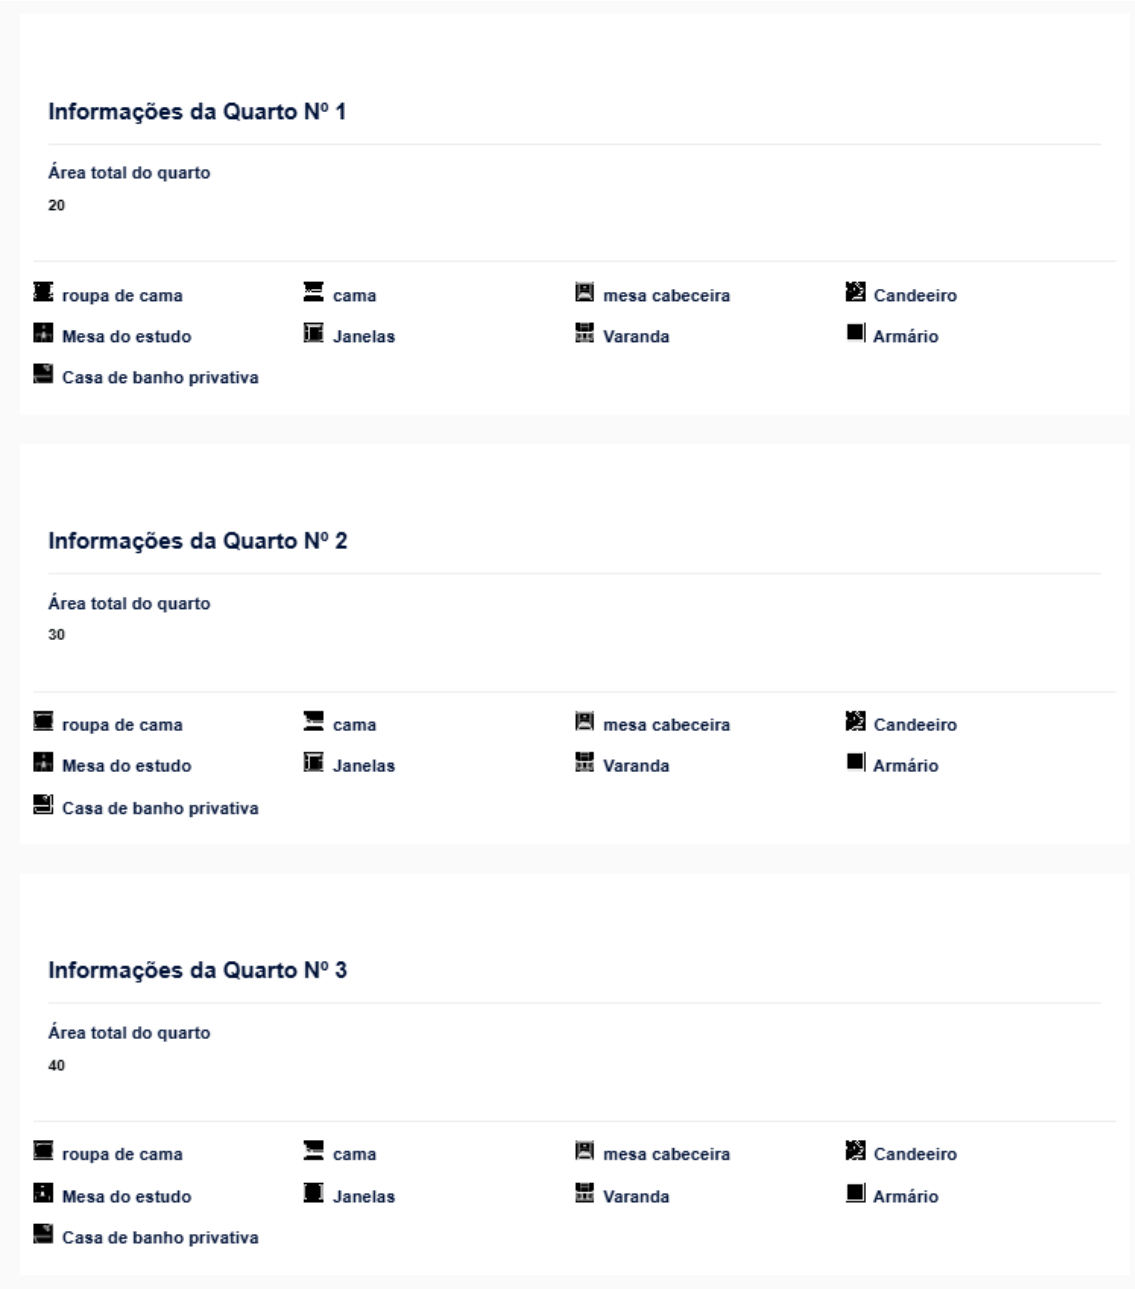 Informações da Quarto Nº 1
Área total do quarto
20
roupa de cama cama mesa cabeceira Candeeiro
Mesa do estudo Janelas Varanda Armário
Casa de banho privativa
Informações da Quarto Nº 2
Área total do quarto
30
roupa de cama cama mesa cabeceira Candeeiro
Mesa do estudo Janelas Varanda Armário
Casa de banho privativa
Informações da Quarto Nº 3
Área total do quarto
40
roupa de cama cama mesa cabeceira Candeeiro
Mesa do estudo Janelas Varanda Armário
Casa de banho privativa